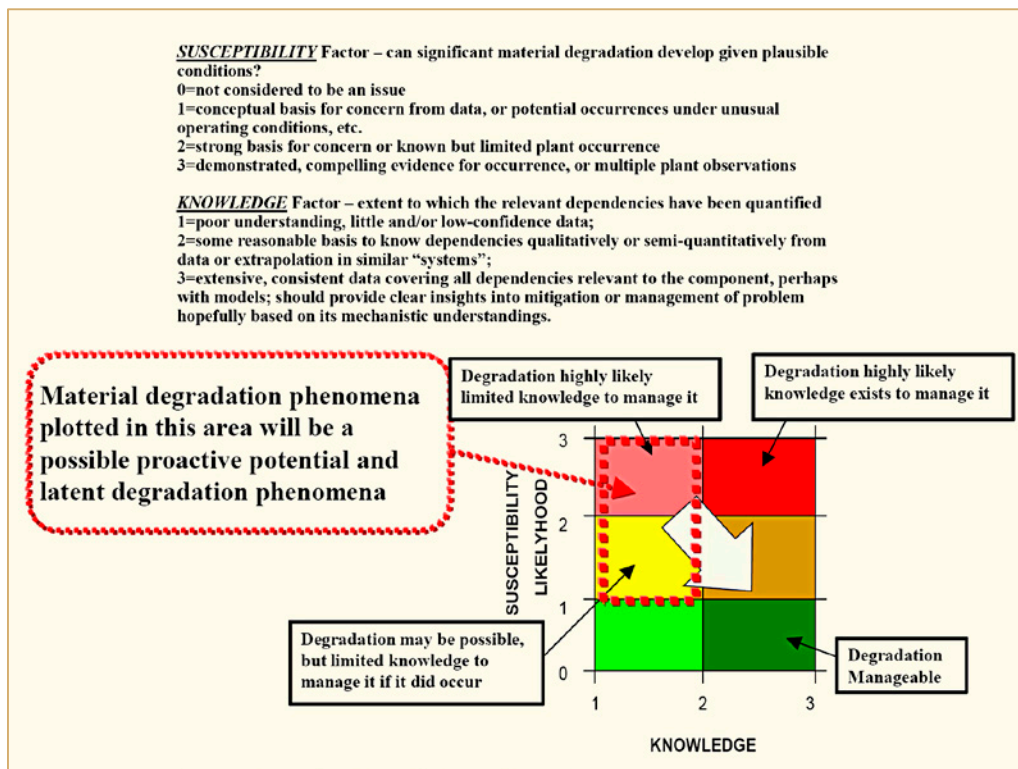 SUSCEPTIBILITY Factor – can significant material degradation develop given plausible
conditions?
0=not considered to be an issue
1=conceptual basis for concern from data, or potential occurrences under unusual
operating conditions, etc.
2=strong basis for concern or known but limited plant occurrence
3=demonstrated, compelling evidence for occurrence, or multiple plant observations
KNOWLEDGE Factor – extent to which the relevant dependencies have been quantified
1=poor understanding, little and/or low-confidence data;
2=some reasonable basis to know dependencies qualitatively or semi-quantitatively from
data or extrapolation in similar “systems”;
3=extensive, consistent data covering all dependencies relevant to the component, perhaps
with models; should provide clear insights into mitigation or management of problem
hopefully based on its mechanistic understandings.
Material degradation phenomena
plotted in this area will be a
possible proactive potential and
latent degradation phenomena
Degradation highly likely
limited knowledge to manage it
Degradation highly likely
knowledge exists to manage it
SUSCEPTIBILITY
LIKELYHOOD
3
2
1
0
Degradation may be possible,
but limited knowledge to
manage it if it did occur
Degradation
Manageable
1
2
3
KNOWLEDGE